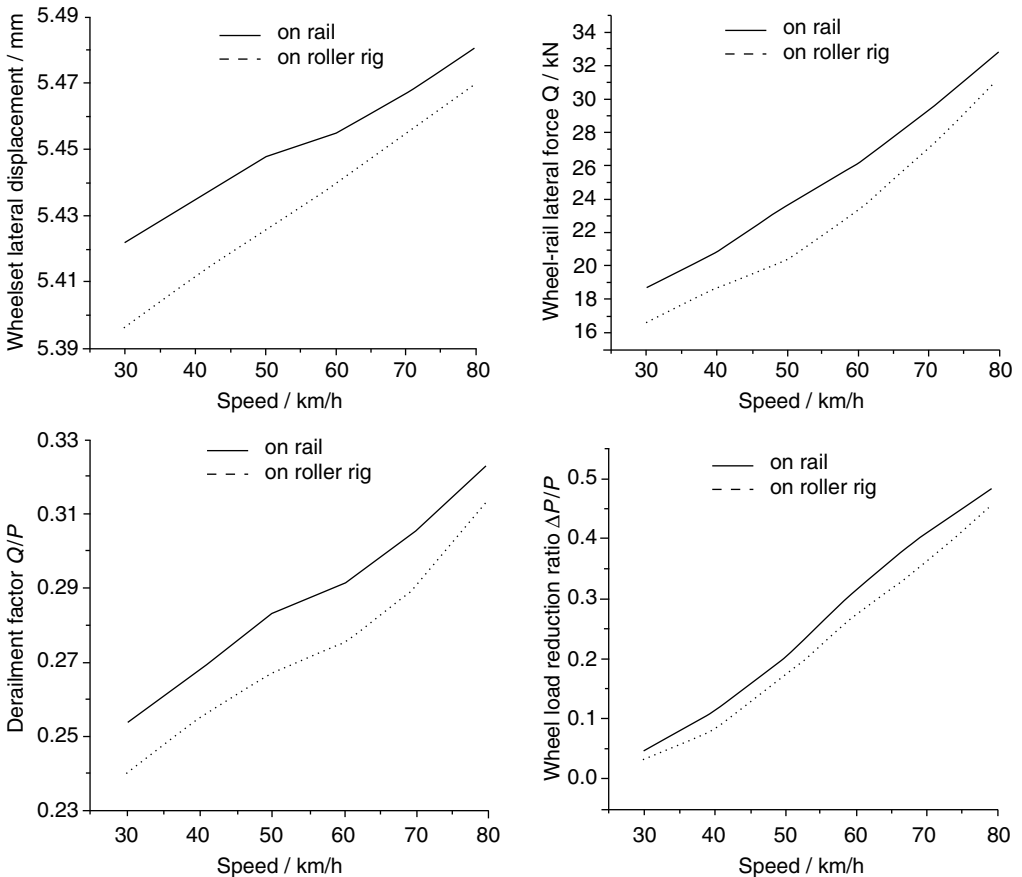 Wheelset lateral displacement / mm
5.49
5.47
5.45
5.43
5.41
5.39
on rail
on roller rig
30 40 50 60 70 80
Speed / km/h
Wheel-rail lateral force Q / kN
34
32
30
28
26
24
22
20
18
16
on rail
on roller rig
30 40 50 60 70 80
Speed / km/h
Derailment factor Q/P
0.33
0.31
0.29
0.27
0.25
0.23
on rail
on roller rig
30 40 50 60 70 80
Speed / km/h
Wheel load reduction ratio ΔP/P
0.5
0.4
0.3
0.2
0.1
0.0
on rail
on roller rig
30 40 50 60 70 80
Speed / km/h